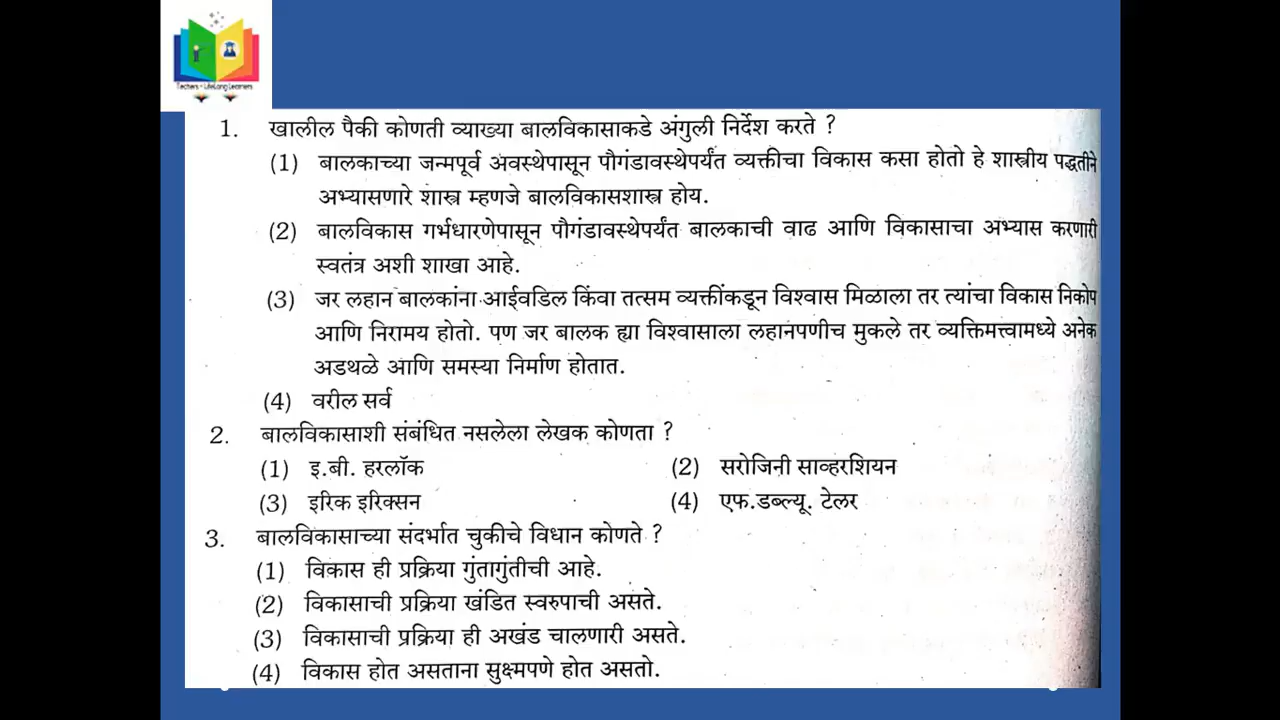 Techers - LifeLong Learners
1. खालील पैकी कोणती व्याख्या बालविकासाकडे अंगुली निर्देश करते ?
(1) बालकाच्या जन्मपूर्व अवस्थेपासून पौगंडावस्थेपर्यंत व्यक्तीचा विकास कसा होतो हे शास्त्रीय पद्धतीने
अभ्यासणारे शास्त्र म्हणजे बालविकासशास्त्र होय.
(2) बालविकास गर्भधारणेपासून पौगंडावस्थेपर्यंत बालकाची वाढ आणि विकासाचा अभ्यास करणारी
स्वतंत्र अशी शाखा आहे.
(3) जर लहान बालकांना आईवडिल किंवा तत्सम व्यक्तींकडून विश्वास मिळाला तर त्यांचा विकास निकोप
आणि निरामय होतो. पण जर बालक ह्या विश्वासाला लहानपणीच मुकले तर व्यक्तिमत्त्वामध्ये अनेक
अडथळे आणि समस्या निर्माण होतात.
(4) वरील सर्व
2. बालविकासाशी संबंधित नसलेला लेखक कोणता ?
(1) इ.बी. हरलॉक (2) सरोजिनी साव्हरशियन
(3) इरिक इरिक्सन (4) एफ.डब्ल्यू. टेलर
3. बालविकासाच्या संदर्भात चुकीचे विधान कोणते ?
(1) विकास ही प्रक्रिया गुंतागुंतीची आहे.
(2) विकासाची प्रक्रिया खंडित स्वरुपाची असते.
(3) विकासाची प्रक्रिया ही अखंड चालणारी असते.
(4) विकास होत असताना सुक्ष्मपणे होत असतो.